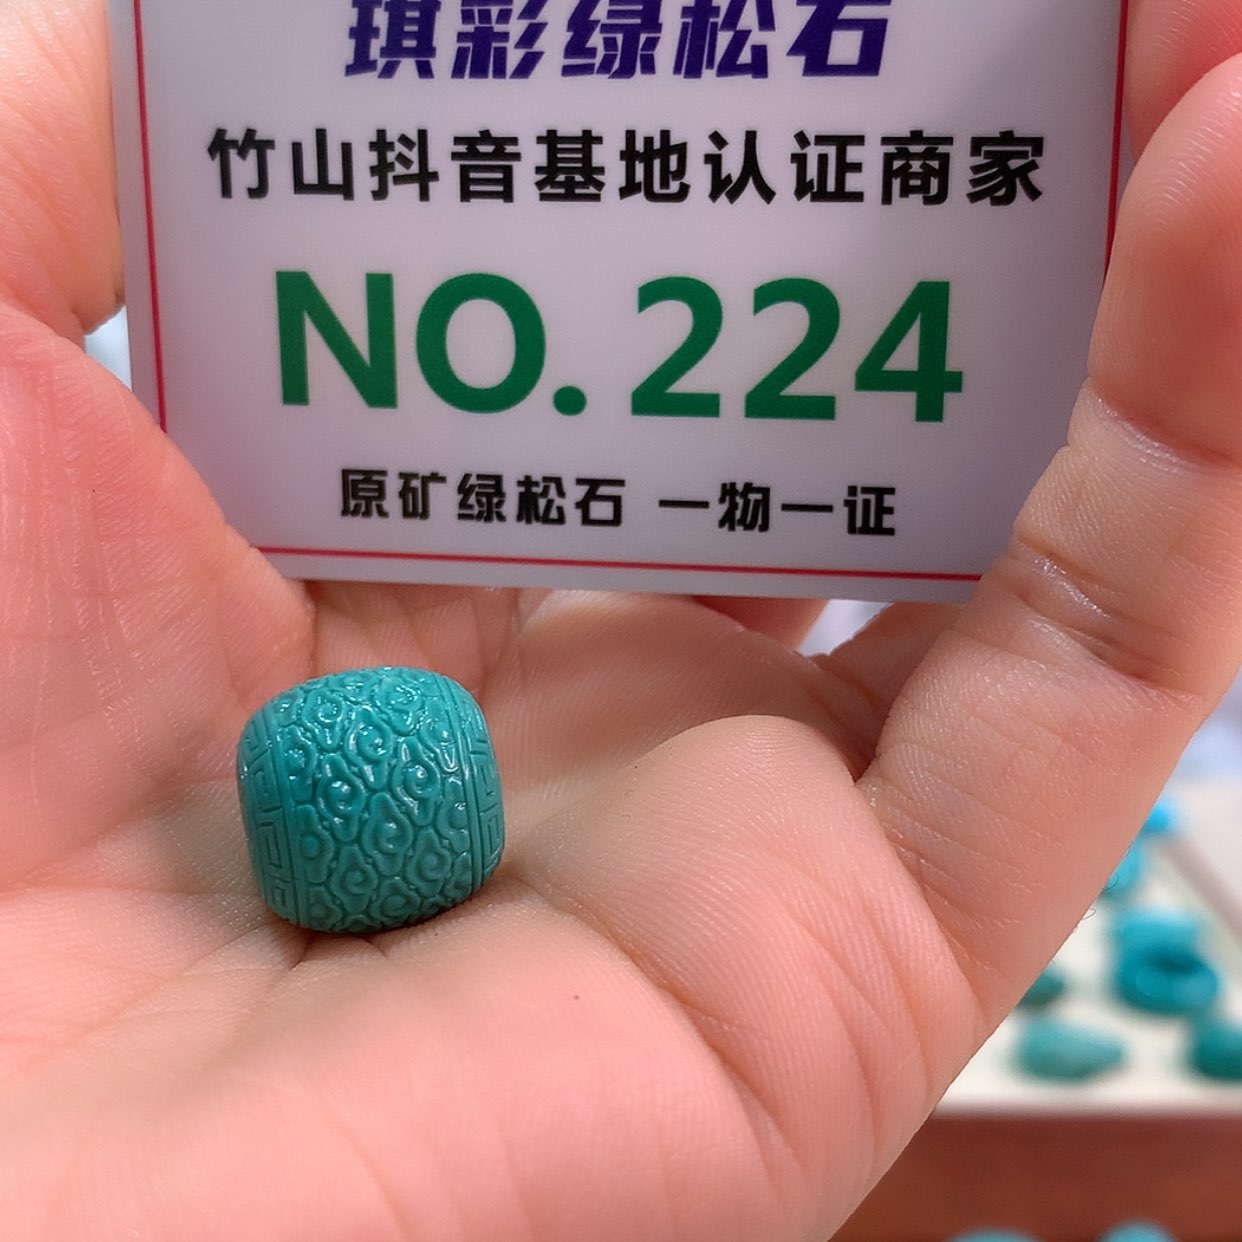 琪彩绿松石
竹山抖音基地认证商家
NO.224
原矿绿松石 一物一证